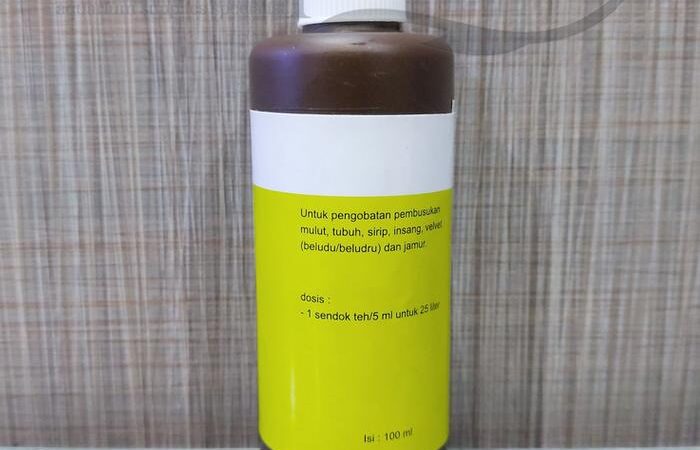 Untuk pengobatan pembusukan
mulut, tubuh, sirip, insang, velvet
(beludu/beludru) dan jamur.
dosis :
- 1 sendok teh/5 ml untuk 25 liter
Isi : 100 ml